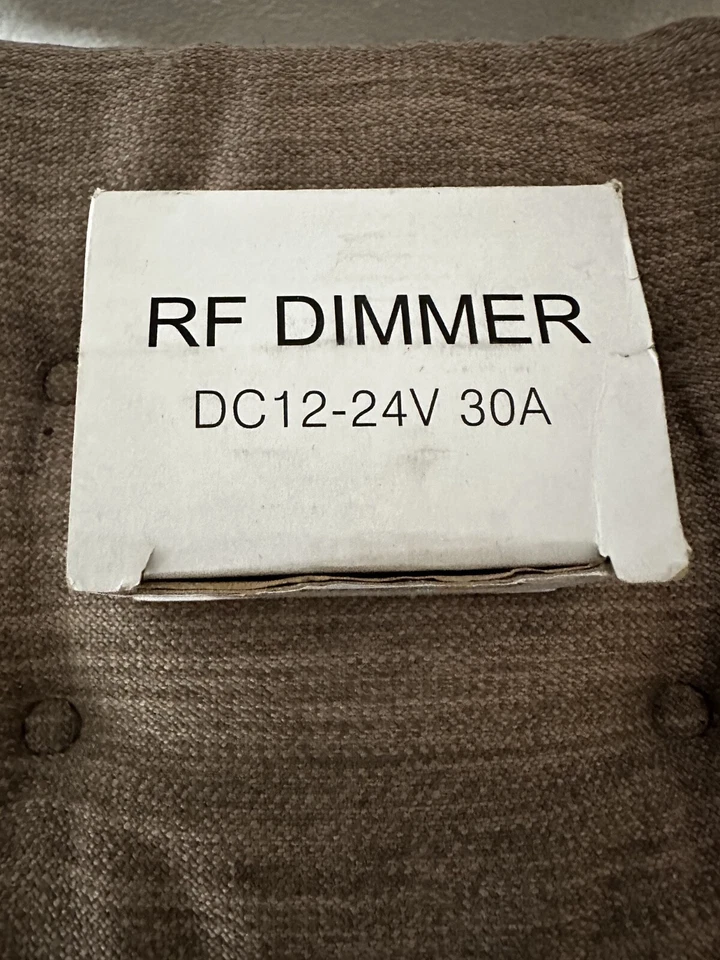 RF DIMMER
DC12-24V 30A